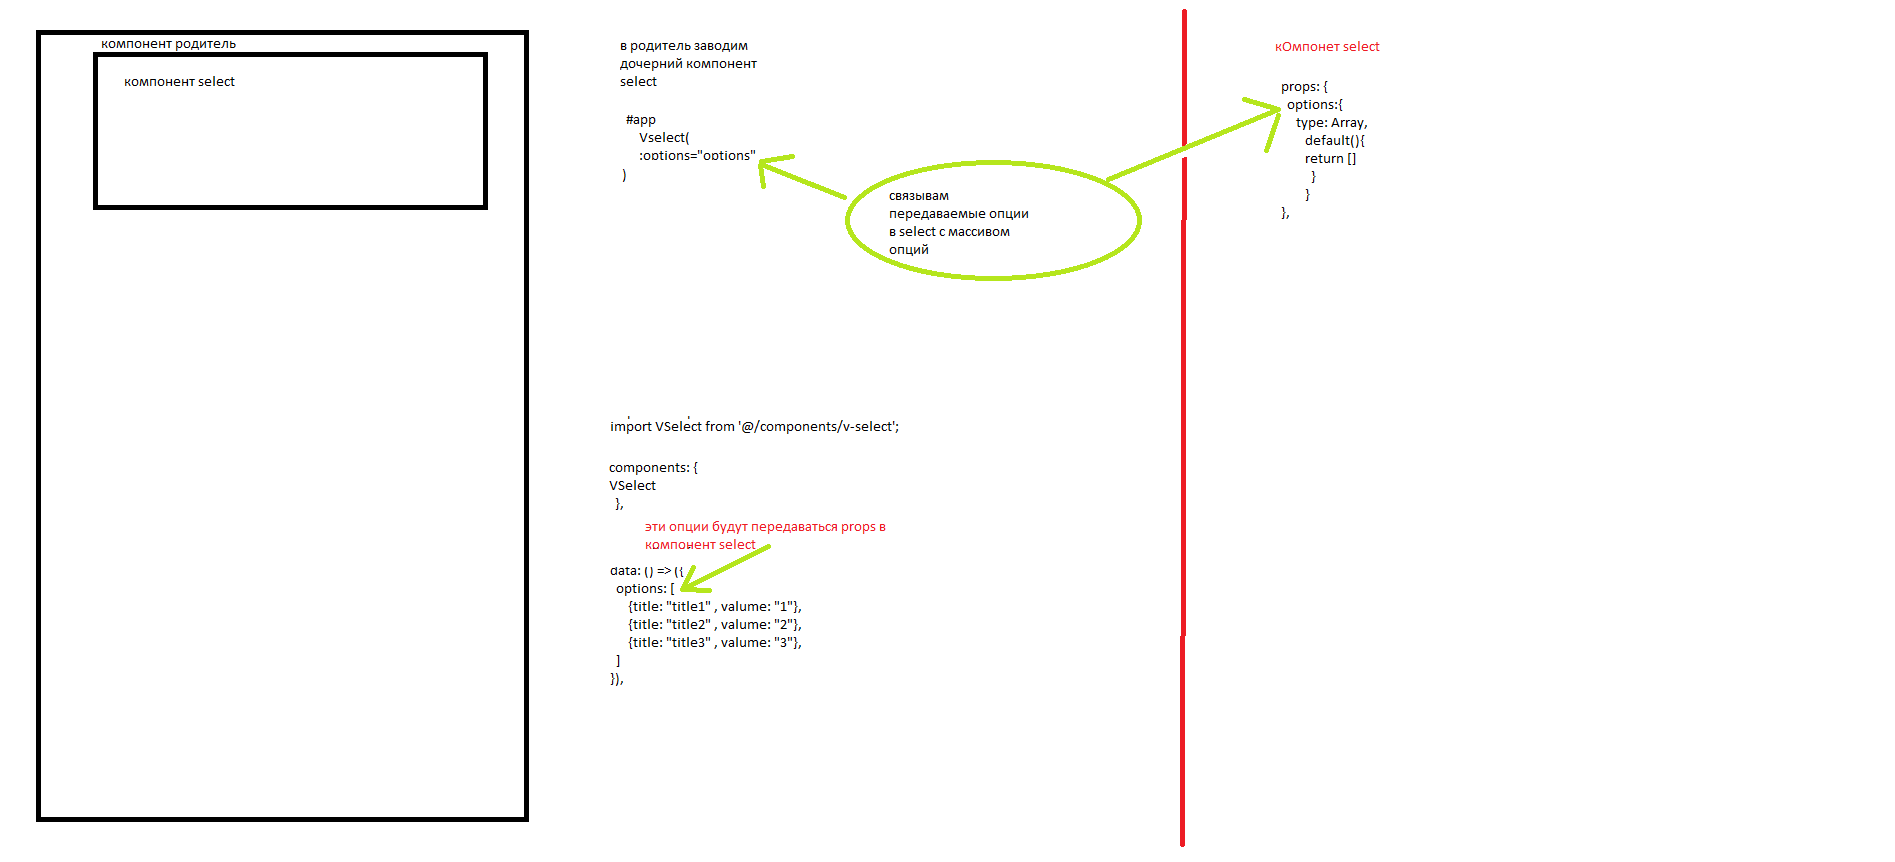 компонент родитель
компонент select
в родитель заводим
дочерний компонент
select
#app
Vselect(
:options="options"
)
связывам
передаваемые опции
в select с массивом
опций
import VSelect from '@/components/v-select';
components: {
VSelect
},
эти опции будут передаваться props в
компонент select
data: () => ({
options: [
{title: "title1" , valume: "1"},
{title: "title2" , valume: "2"},
{title: "title3" , valume: "3"},
]
}),
кОмпонет select
props: {
options:{
type: Array,
default(){
return []
}
}
},